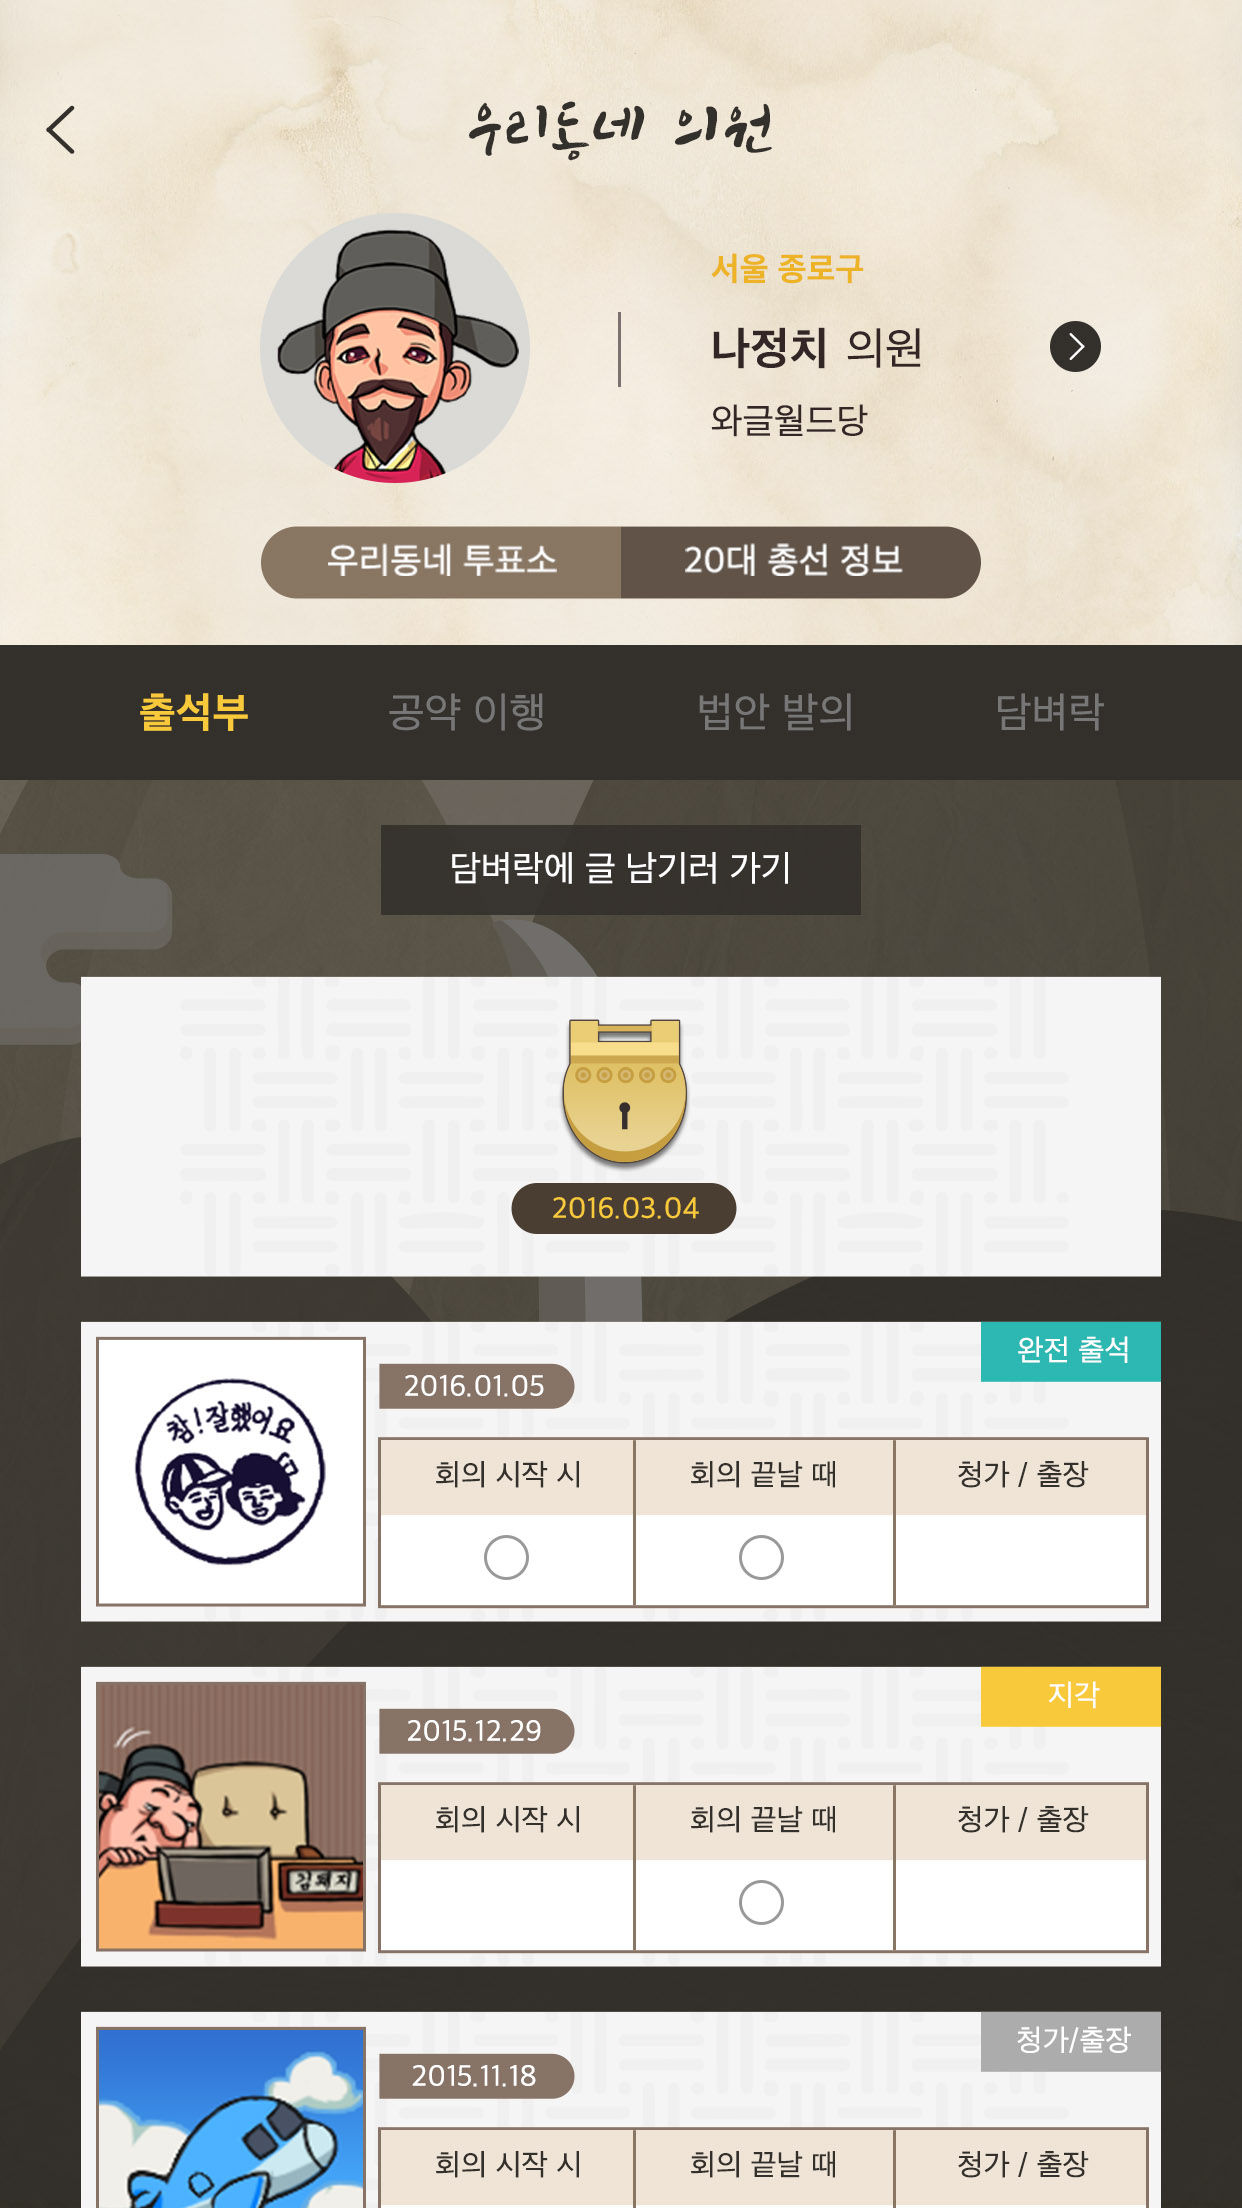 우리동네 의원
서울 종로구
나정치 의원
와글월드당
우리동네 투표소
20대 총선 정보
출석부
공약 이행
법안 발의
담벼락
담벼락에 글 남기러 가기
2016.03.04
완전 출석
참!잘했어요
2016.01.05
회의 시작 시
회의 끝날 때
청가 / 출장
지각
2015.12.29
회의 시작 시
회의 끝날 때
청가 / 출장
김돼지
청가/출장
2015.11.18
회의 시작 시
회의 끝날 때
청가 / 출장